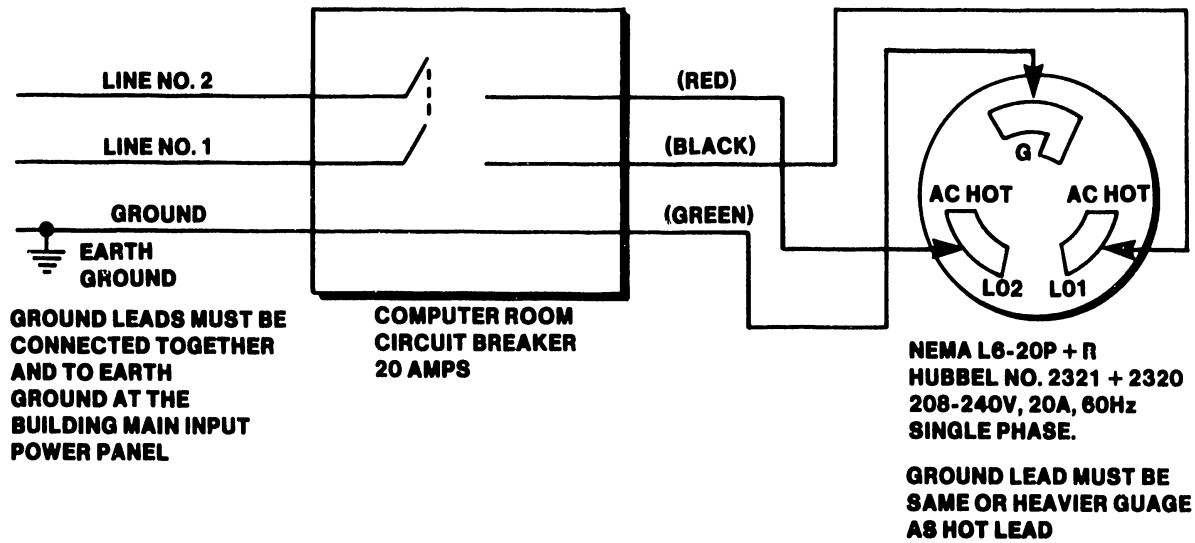 LINE NO. 2
(RED)
LINE NO. 1
(BLACK)
G
AC HOT
AC HOT
GROUND
(GREEN)
EARTH
GROUND
LO2
LO1
GROUND LEADS MUST BE
CONNECTED TOGETHER
AND TO EARTH
GROUND AT THE
BUILDING MAIN INPUT
POWER PANEL
COMPUTER ROOM
CIRCUIT BREAKER
20 AMPS
NEMA L6-20P + R
HUBBEL NO. 2321 + 2320
208-240V, 20A, 60Hz
SINGLE PHASE.
GROUND LEAD MUST BE
SAME OR HEAVIER GUAGE
AS HOT LEAD